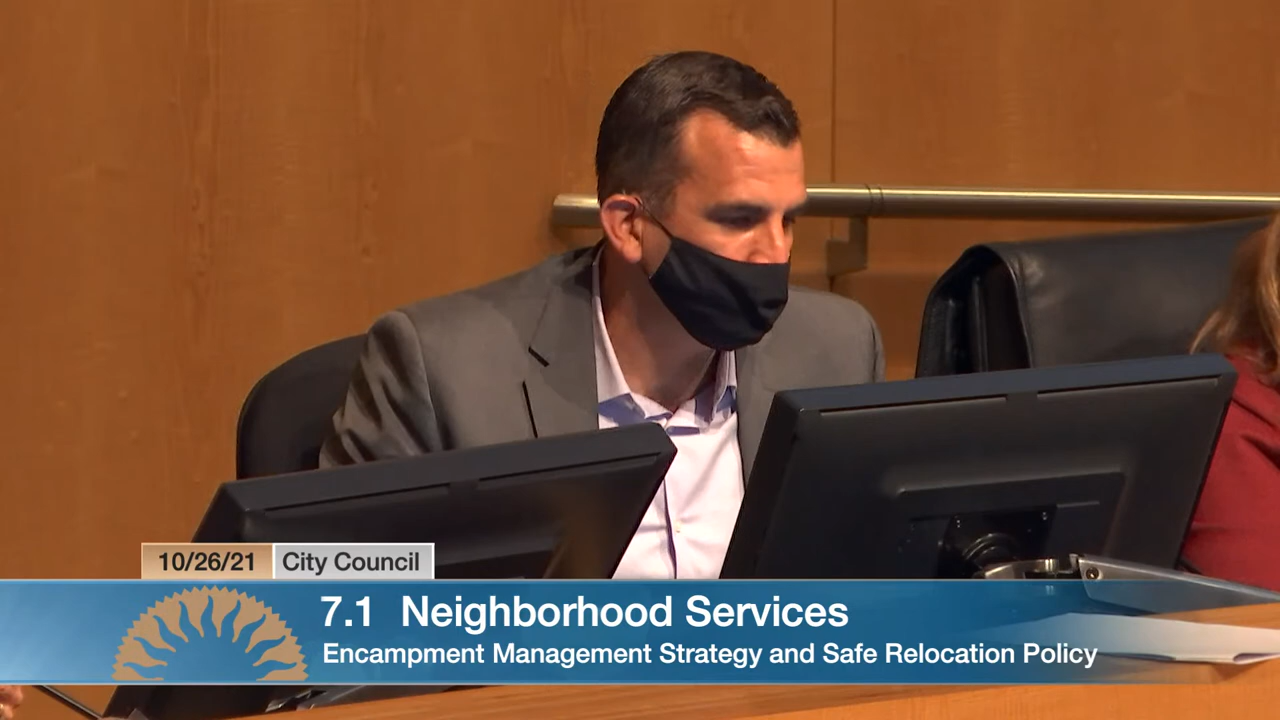 10/26/21 City Council
7.1 Neighborhood Services
Encampment Management Strategy and Safe Relocation Policy